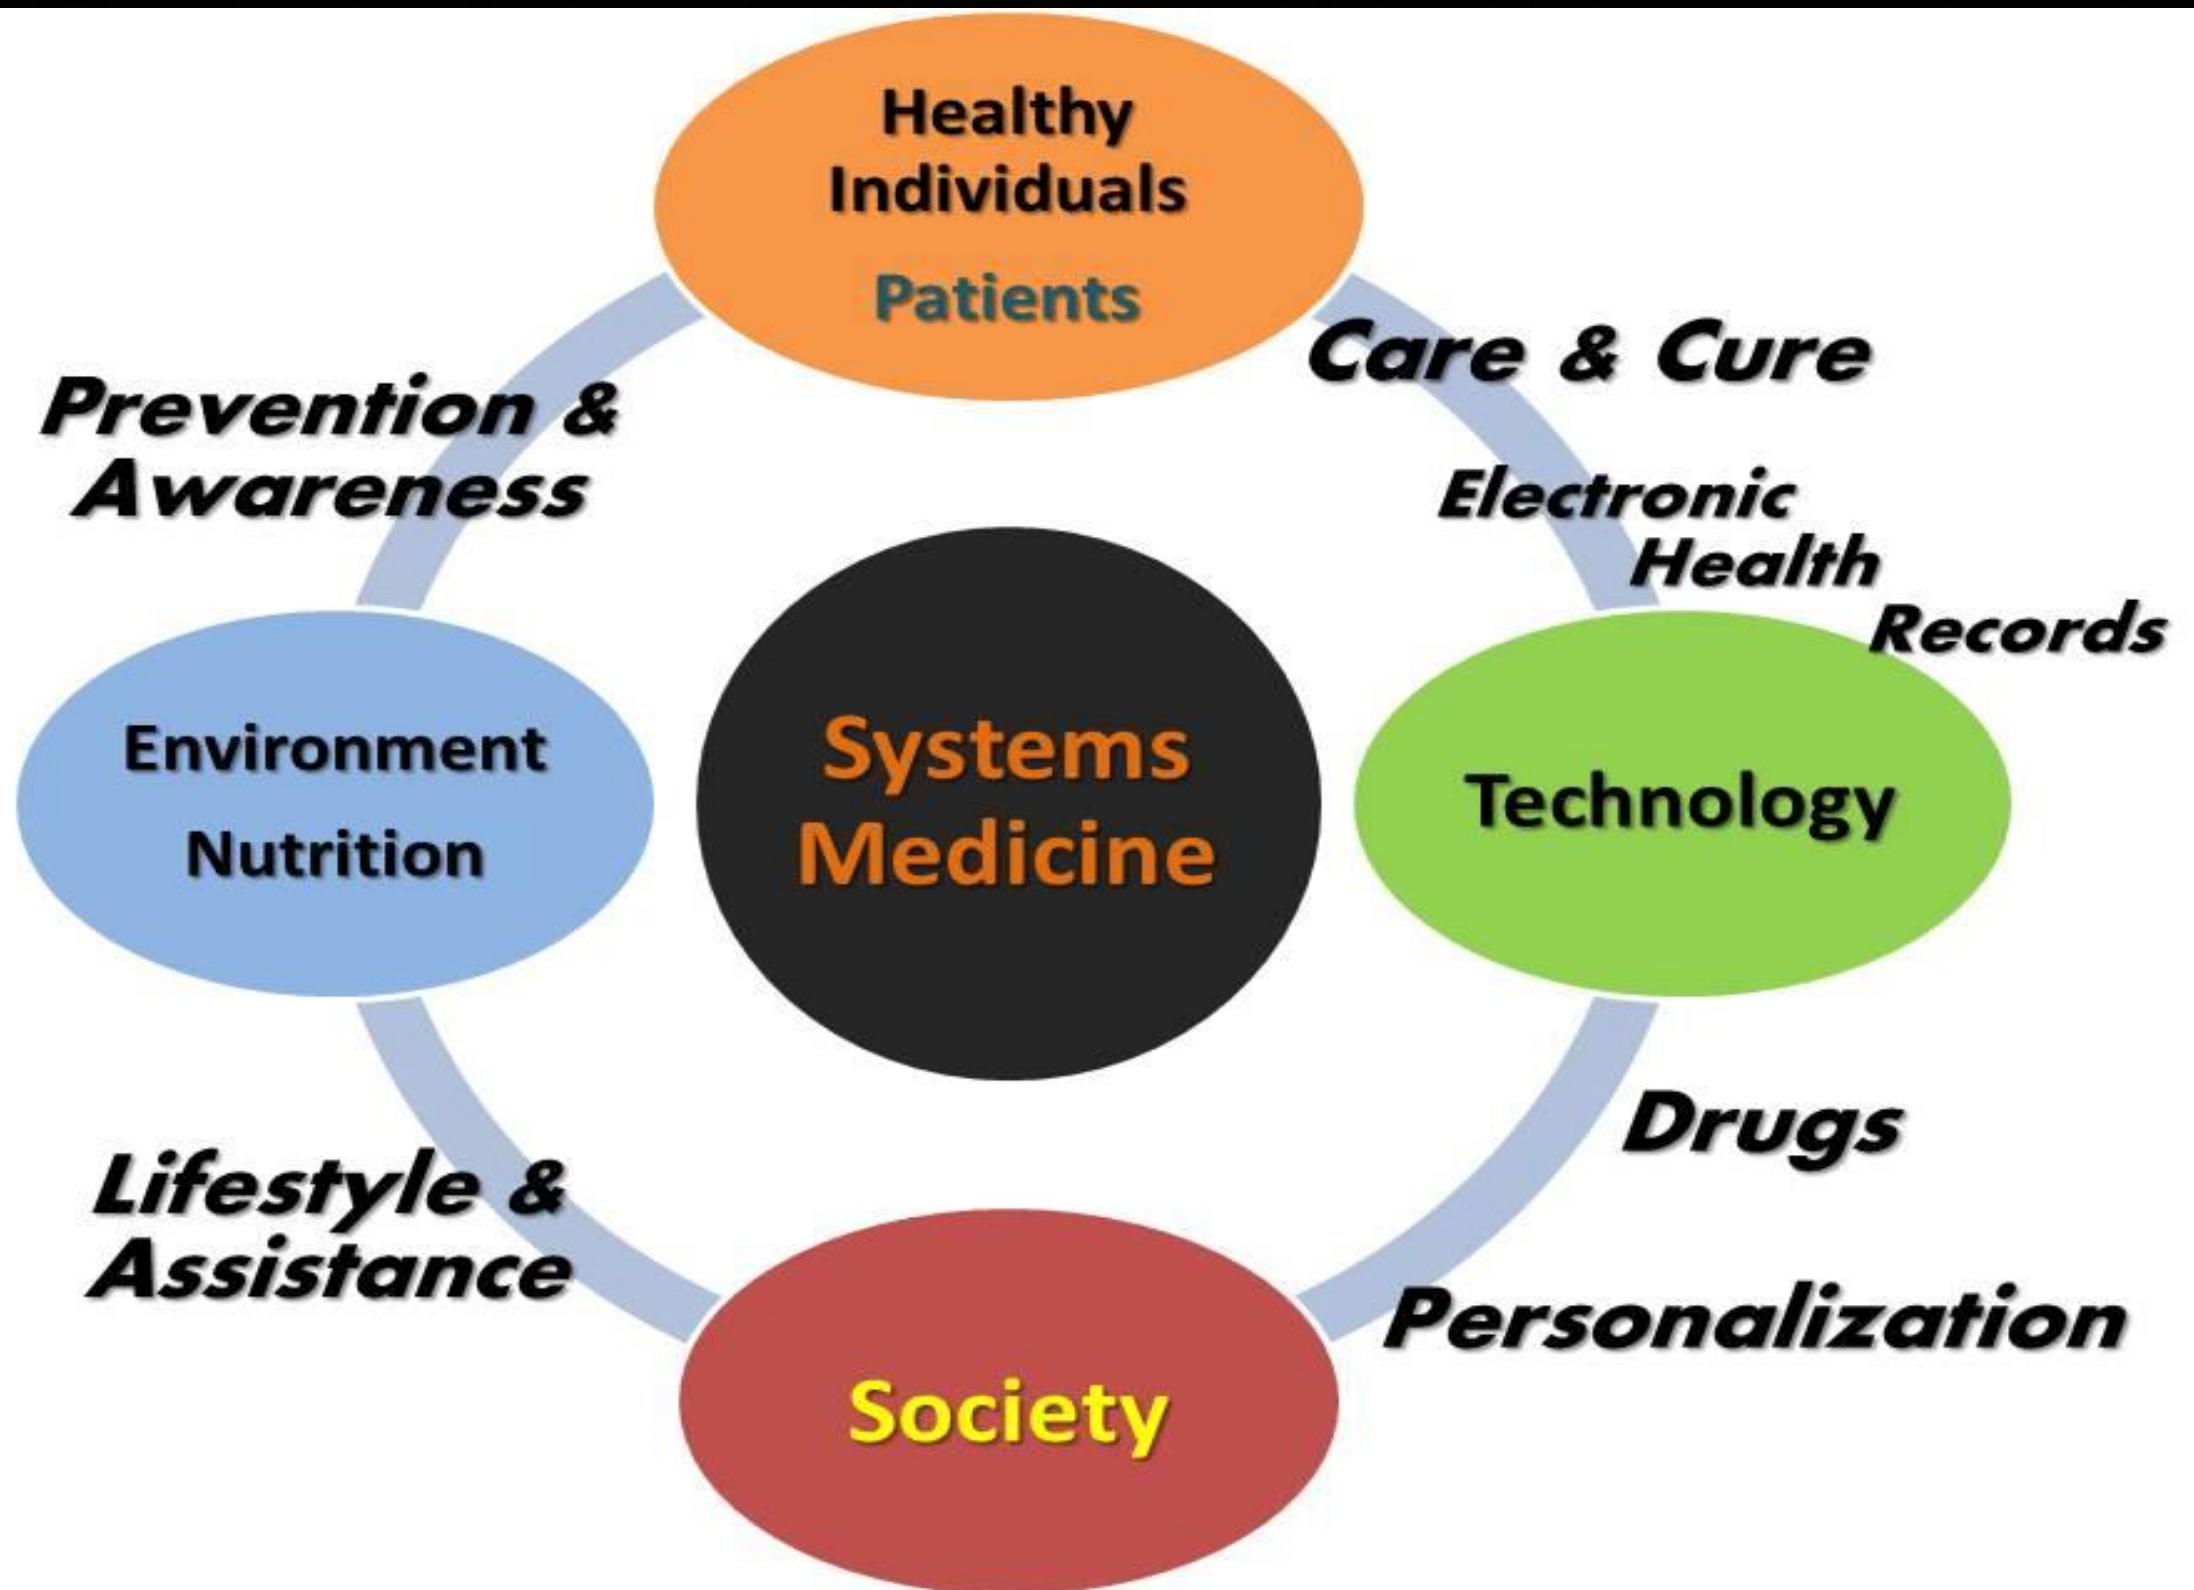 Healthy
Individuals
Patients
Care & Cure
Prevention &
Awareness
Electronic
Health
Records
Environment
Nutrition
Systems
Medicine
Technology
Drugs
Lifestyle &
Assistance
Personalization
Society